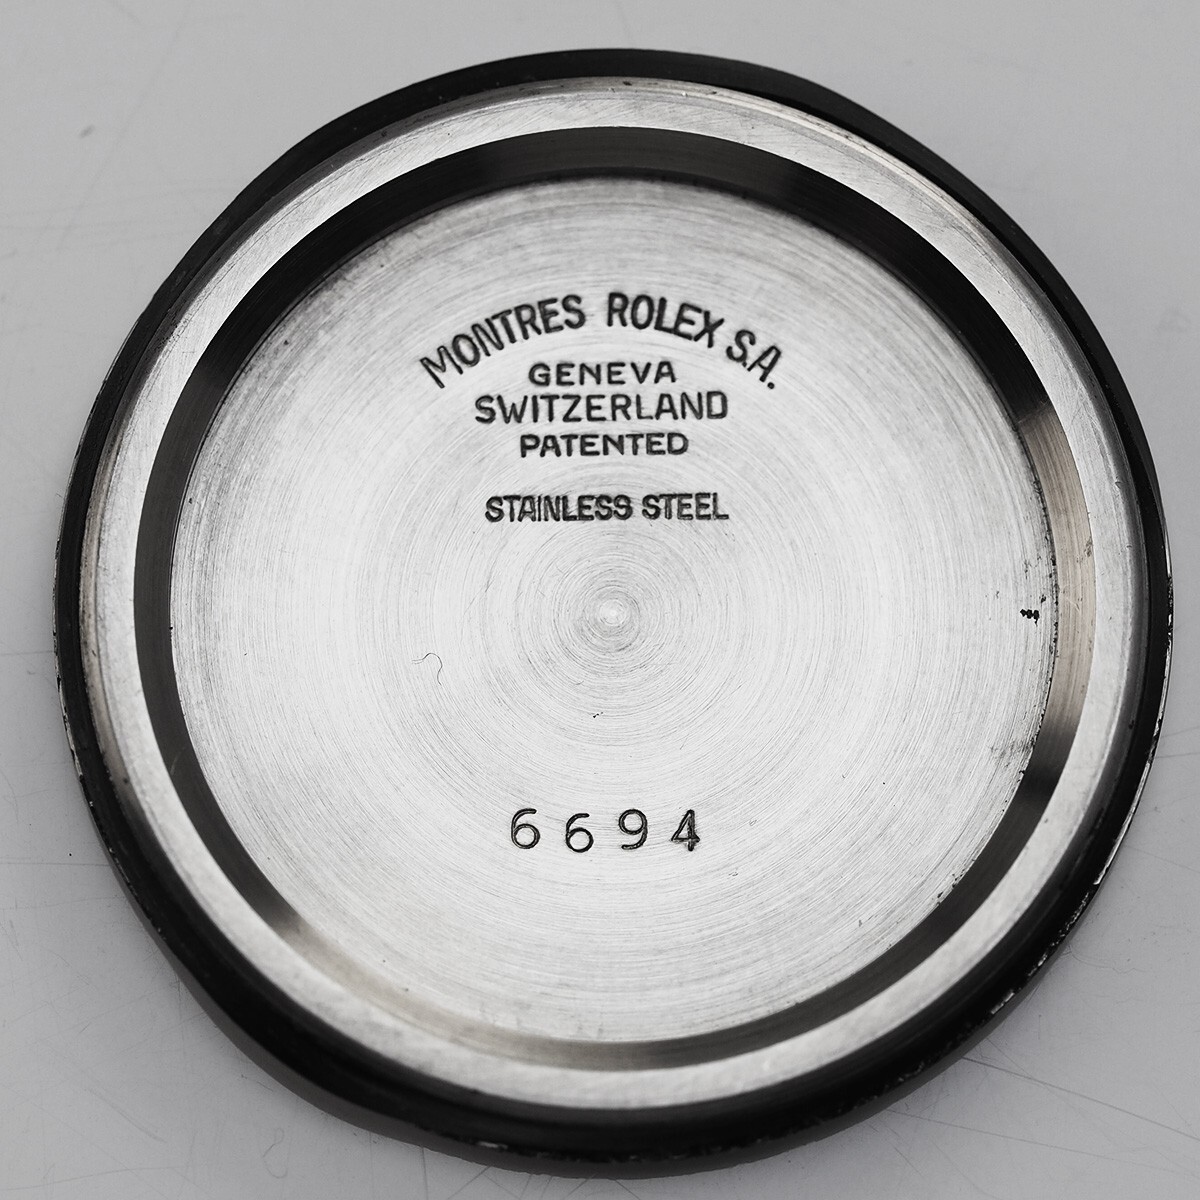 MONTRES ROLEX S.A.
GENEVA
SWITZERLAND
PATENTED
STAINLESS STEEL
6694